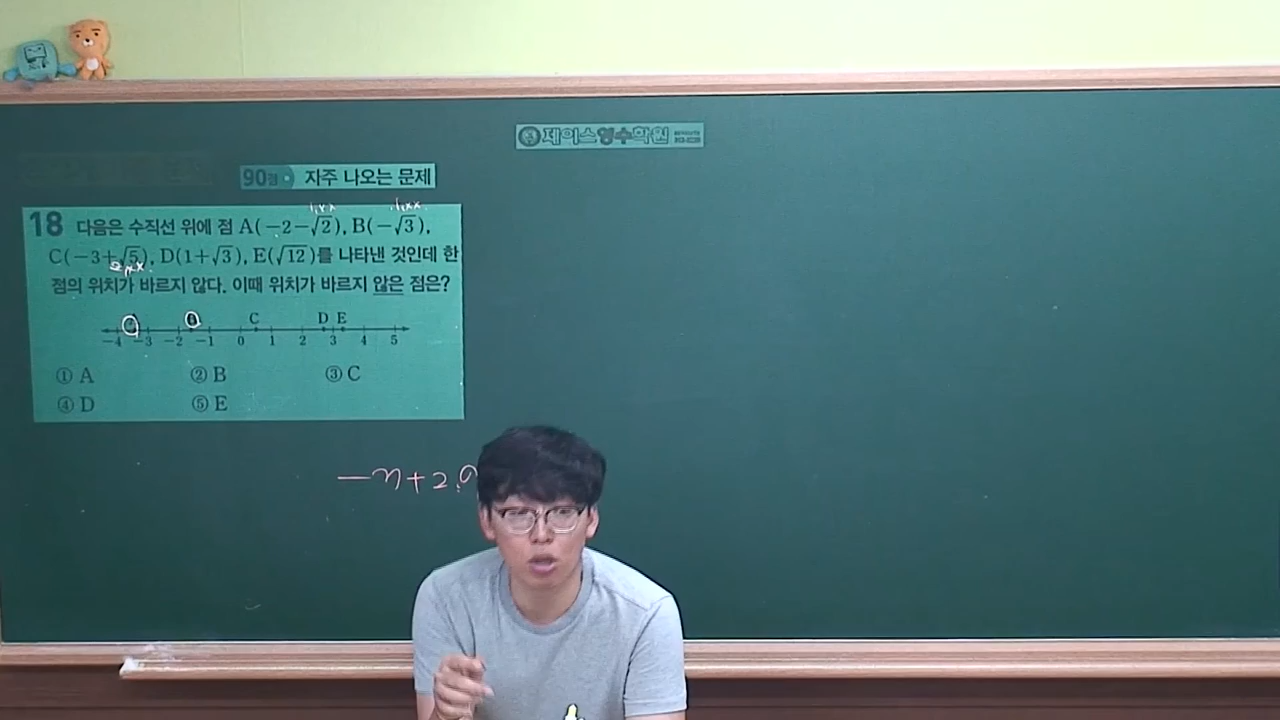 제이스영수학원
90점 자주 나오는 문제
18 다음은 수직선 위에 점 A(-2-√2), B(-√3),
C(-3+√5), D(1+√3), E(√12)를 나타낸 것인데 한
점의 위치가 바르지 않다. 이때 위치가 바르지 않은 점은?
C D E
-4 -3 -2 -1 0 1 2 3 4 5
① A ② B ③ C
④ D ⑤ E